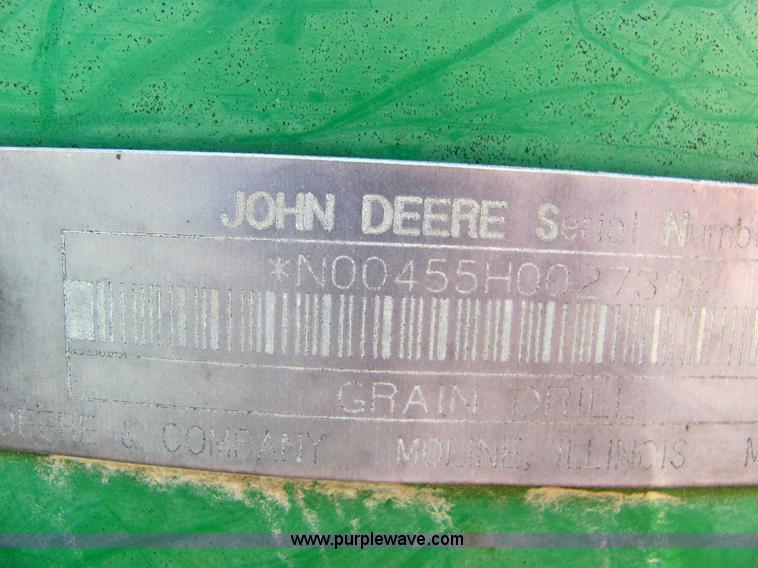 JOHN DEERE Serial Numb
*N00455H002739*
GRAIN DRILL
DEERE & COMPANY MOLINE, ILLINOIS M
www.purplewave.com